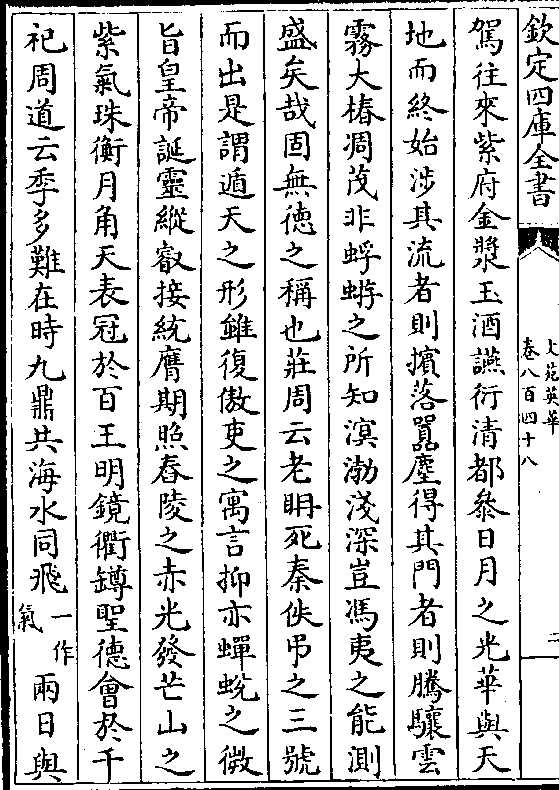 欽定四庫全書
文苑英華
卷八百四十八
二
駕往來紫府金漿玉酒讌衍清都參日月之光華與天
地而終始涉其流者則擯落囂塵得其門者則騰驤雲
霧大椿凋茂非蜉蝣之所知溟渤淺深豈馮夷之能測
盛矣哉固無徳之稱也莊周云老耼死秦佚弔之三號
而出是謂遁天之形雖復傲吏之寓言抑亦蟬蛻之微
旨皇帝誕靈縱叡接統膺期照舂陵之赤光發芒山之
紫氣珠衡月角天表冠於百王明鏡衢罇聖德會於千
祀周道云季多難在時九鼎共海水同飛一作氣兩日與